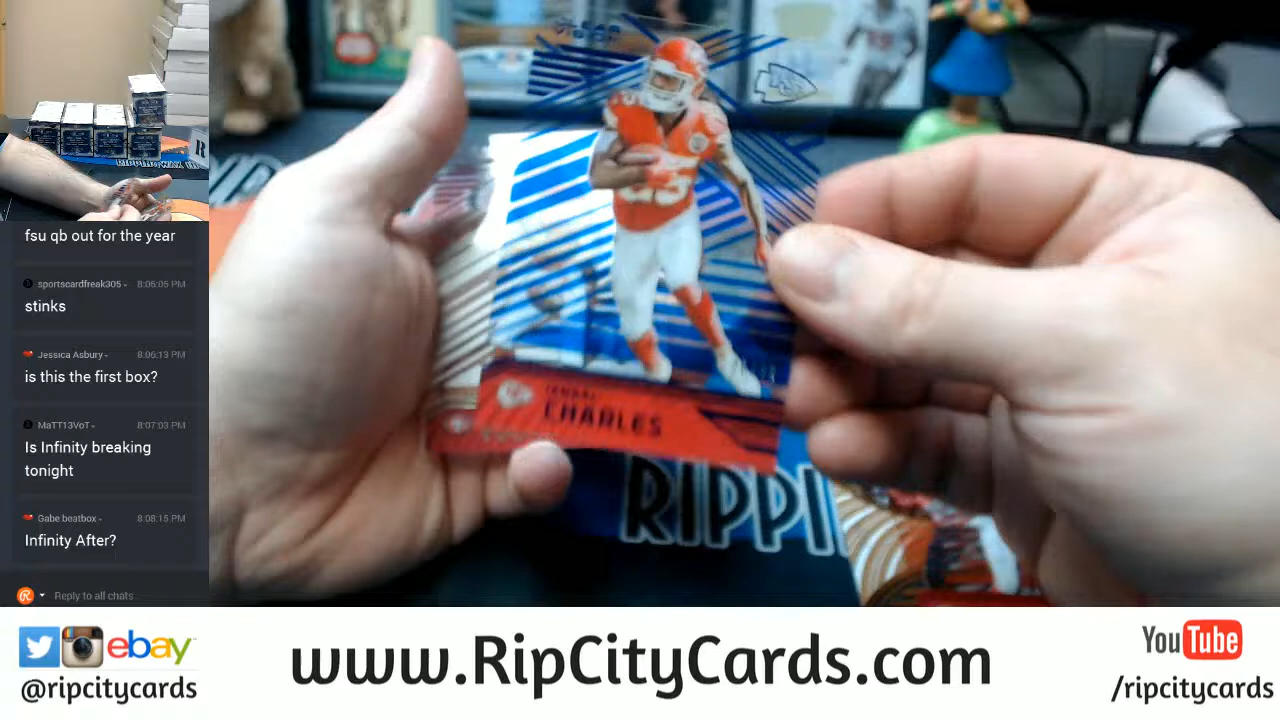 fsu qb out for the year
sportscardfreak305
8:06:05 PM
stinks
Jessica Asbury
8:06:13 PM
is this the first box?
MaTT13VoT
8:07:03 PM
Is Infinity breaking
tonight
Gabe beatbox
8:08:15 PM
Infinity After?
Reply to all chats
KC
CHARLES
RIPPI
ebay
@ripcitycards
www.RipCityCards.com
YouTube
/ripcitycards